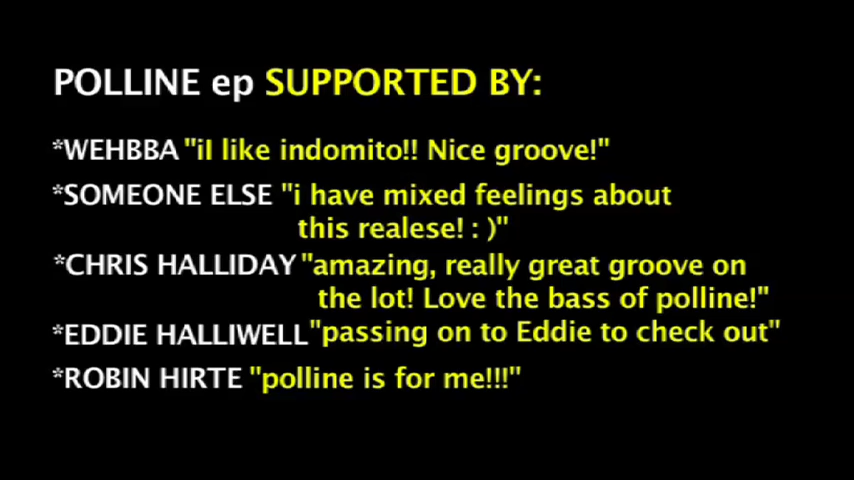 POLLINE ep SUPPORTED BY:
*WEHBBA "iI like indomito!! Nice groove!"
*SOMEONE ELSE "i have mixed feelings about
this realese! : )"
*CHRIS HALLIDAY "amazing, really great groove on
the lot! Love the bass of polline!"
*EDDIE HALLIWELL "passing on to Eddie to check out"
*ROBIN HIRTE "polline is for me!!!"